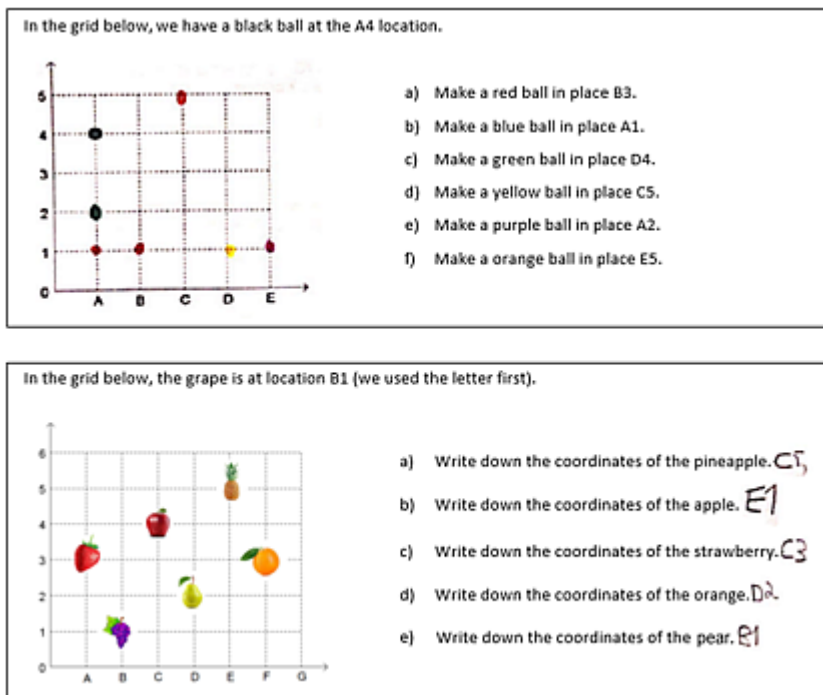 In the grid below, we have a black ball at the A4 location.
5
4
3
2
1
0
A B C D E
a) Make a red ball in place B3.
b) Make a blue ball in place A1.
c) Make a green ball in place D4.
d) Make a yellow ball in place C5.
e) Make a purple ball in place A2.
f) Make a orange ball in place E5.
In the grid below, the grape is at location B1 (we used the letter first).
6
5
4
3
2
1
0
A B C D E F G
a) Write down the coordinates of the pineapple.
b) Write down the coordinates of the apple. E1
c) Write down the coordinates of the strawberry. C3
d) Write down the coordinates of the orange. D2
e) Write down the coordinates of the pear. B1